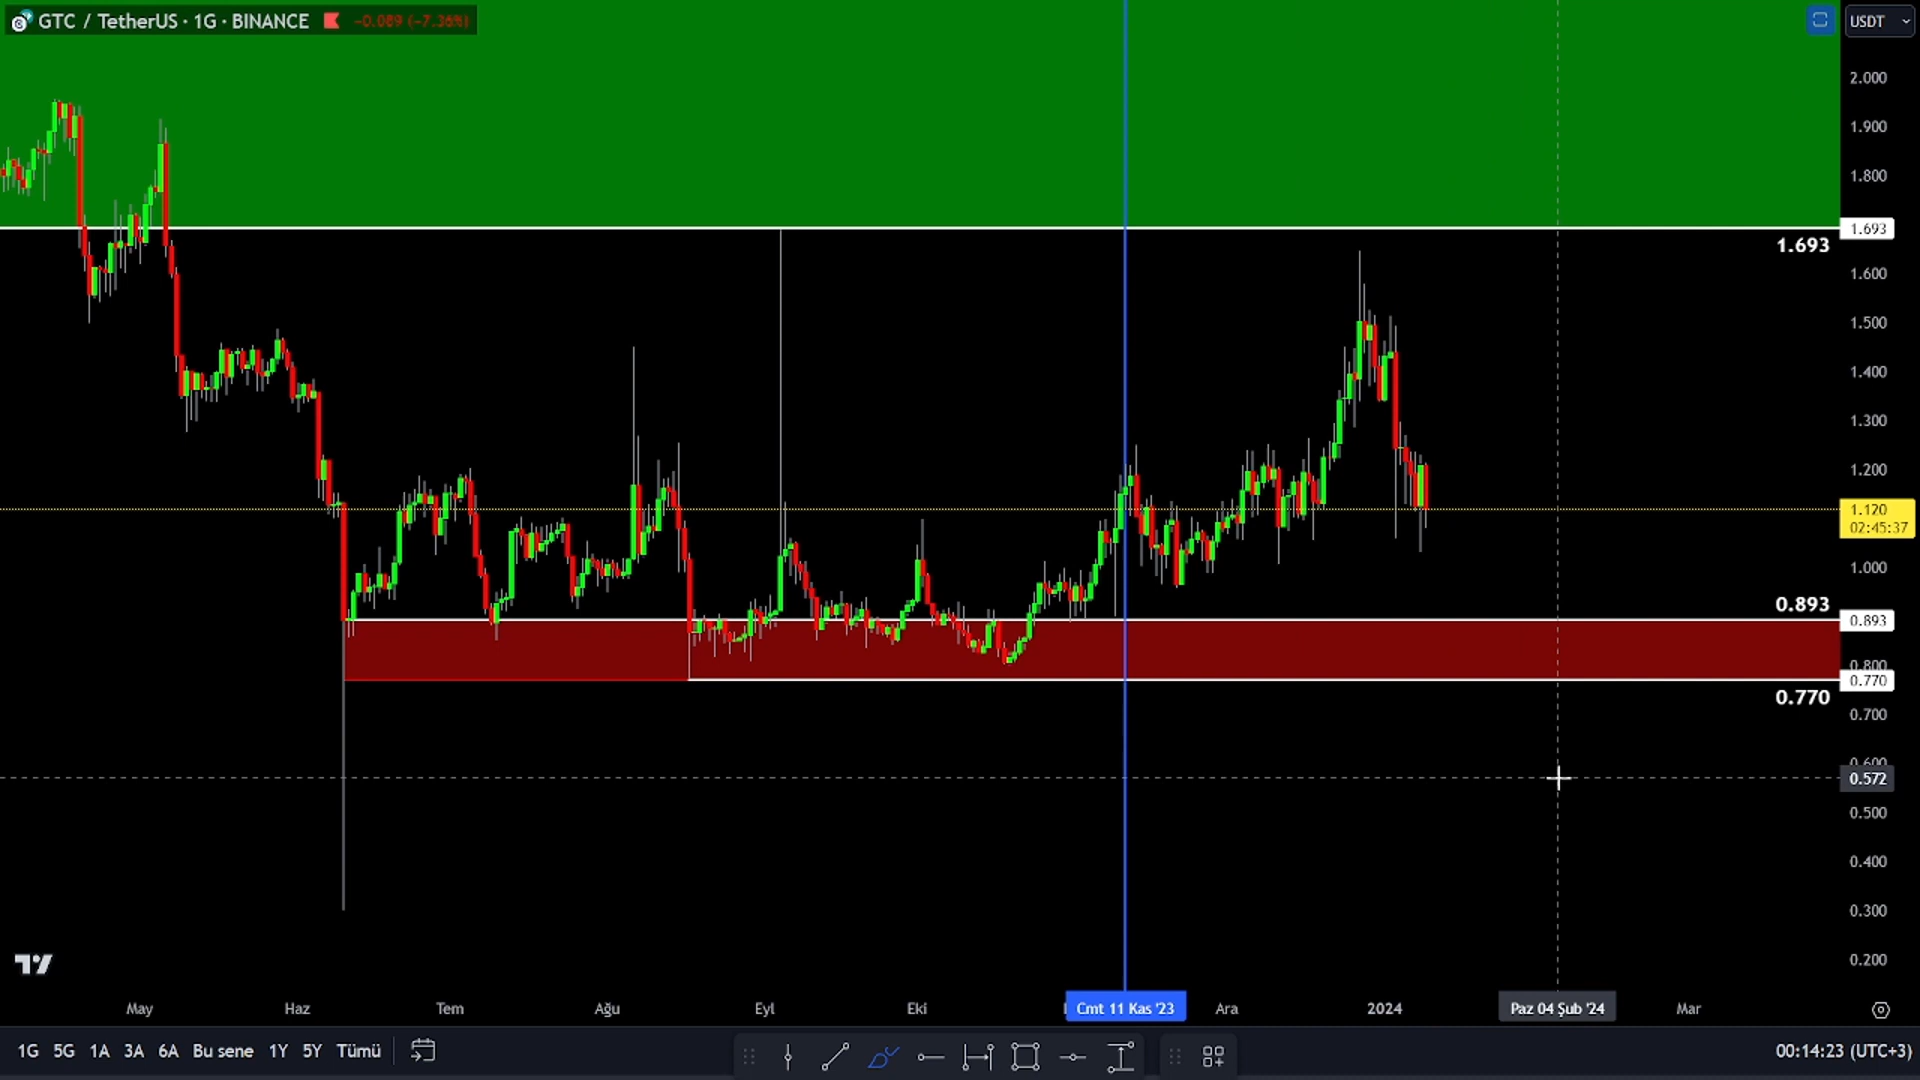 GTC / TetherUS · 1G · BINANCE
-0.089 (-7.36%)
USDT
2.000
1.900
1.800
1.693
1.693
1.600
1.500
1.400
1.300
1.200
1.120
02:45:37
1.000
0.893
0.893
0.800
0.770
0.770
0.700
0.600
0.572
0.500
0.400
0.300
0.200
May
Haz
Tem
Ağu
Eyl
Eki
Cmt 11 Kas '23
Ara
2024
Paz 04 Şub '24
Mar
1G 5G 1A 3A 6A Bu sene 1Y 5Y Tümü
00:14:23 (UTC+3)